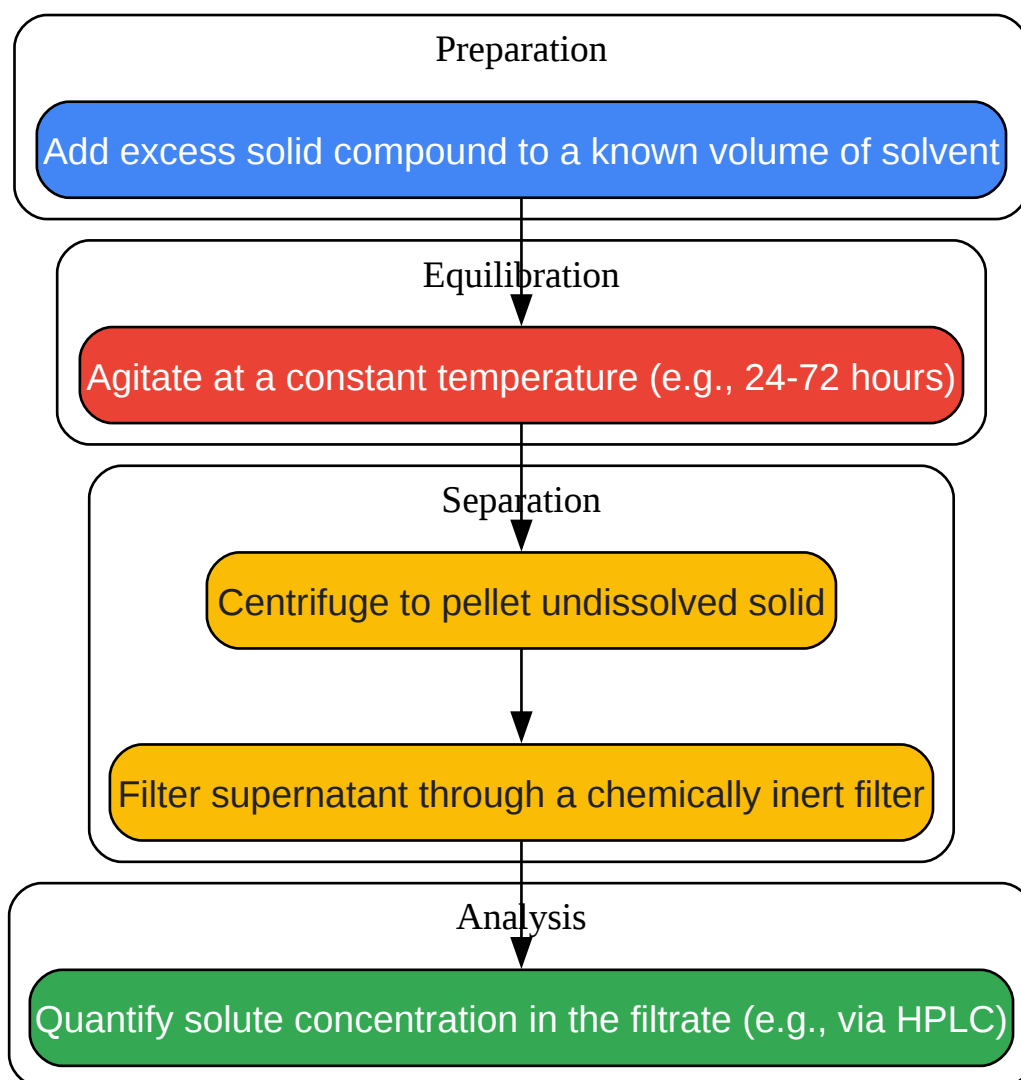 Preparation
Add excess solid compound to a known volume of solvent
Equilibration
Agitate at a constant temperature (e.g., 24-72 hours)
Separation
Centrifuge to pellet undissolved solid
Filter supernatant through a chemically inert filter
Analysis
Quantify solute concentration in the filtrate (e.g., via HPLC)